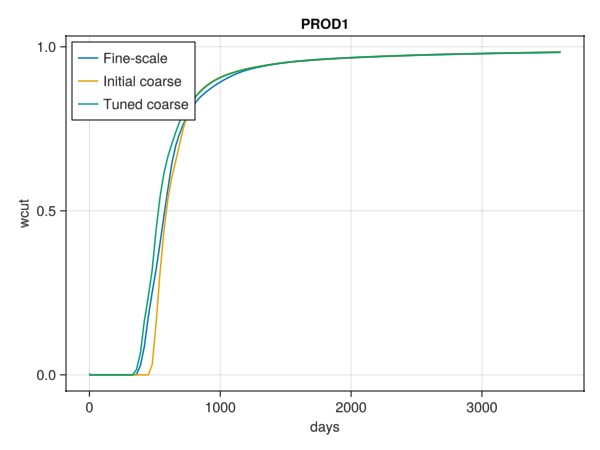 PROD1
1.0
Fine-scale
Initial coarse
Tuned coarse
0.5
wcut
0.0
0 1000 2000 3000
days